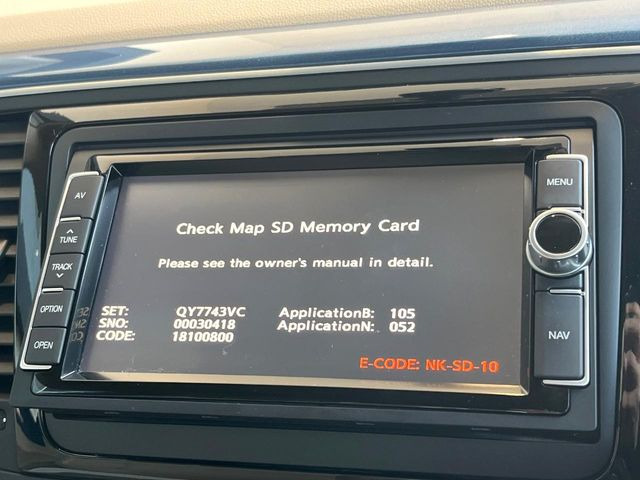 Check Map SD Memory Card
Please see the owner's manual in detail.
SET: QY7743VC ApplicationB: 105
SNO: 00030418 ApplicationN: 052
CODE: 18100800
E-CODE: NK-SD-10
AV
TUNE
TRACK
OPTION
OPEN
MENU
NAV